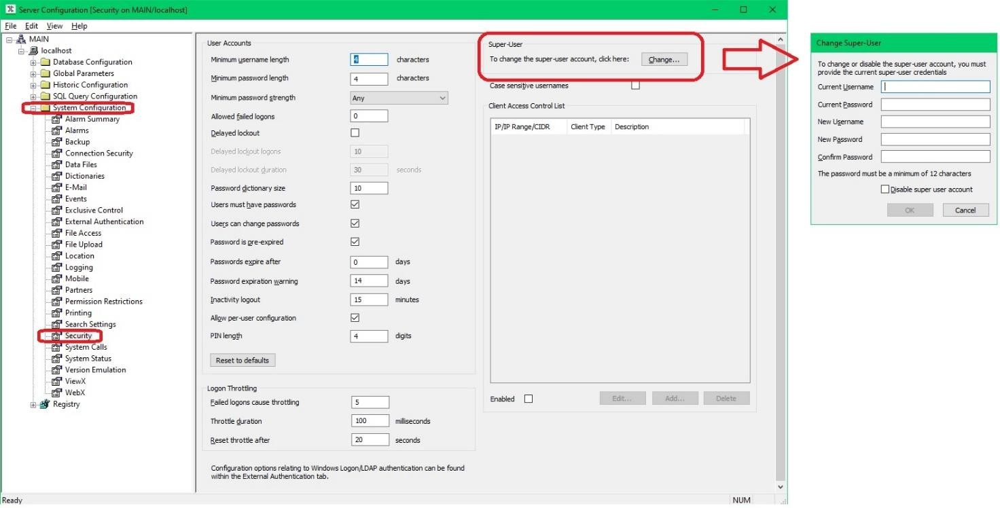 Server Configuration [Security on MAIN/localhost]
File Edit View Help
MAIN
localhost
Database Configuration
Global Parameters
Historic Configuration
SQL Query Configuration
System Configuration
Alarm Summary
Alarms
Backup
Connection Security
Data Files
Dictionaries
E-Mail
Events
Exclusive Control
External Authentication
File Access
File Upload
Location
Logging
Mobile
Partners
Permission Restrictions
Printing
Search Settings
Security
System Calls
System Status
Version Emulation
ViewX
WebX
Registry
User Accounts
Minimum username length 4 characters
Minimum password length 4 characters
Minimum password strength Any
Allowed failed logons 0
Delayed lockout
Delayed lockout logons 10
Delayed lockout duration 30 seconds
Password dictionary size 10
Users must have passwords
Users can change passwords
Password is pre-expired
Passwords expire after 0 days
Password expiration warning 14 days
Inactivity logout 15 minutes
Allow per-user configuration
PIN length 4 digits
Reset to defaults
Logon Throttling
Failed logons cause throttling 5
Throttle duration 100 milliseconds
Reset throttle after 20 seconds
Configuration options relating to Windows Logon/LDAP authentication can be found
within the External Authentication tab.
Super-User
To change the super-user account, click here: Change...
Case sensitive usernames
Client Access Control List
IP/IP Range/CIDR Client Type Description
Enabled Edit... Add... Delete
Change Super-User
To change or disable the super-user account, you must
provide the current super-user credentials
Current Username
Current Password
New Username
New Password
Confirm Password
The password must be a minimum of 12 characters
Disable super user account
OK Cancel
Ready NUM